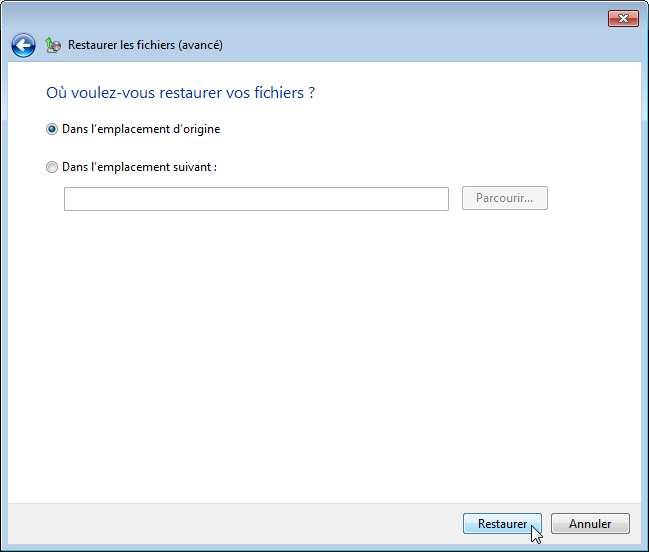 Restaurer les fichiers (avancé)
Où voulez-vous restaurer vos fichiers ?
Dans l'emplacement d'origine
Dans l'emplacement suivant :
Parcourir...
Restaurer Annuler